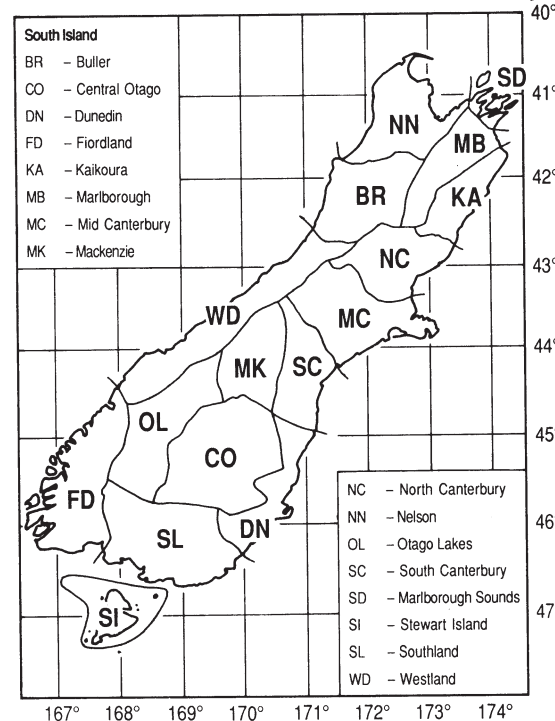 40°
South Island
BR – Buller
CO – Central Otago
DN – Dunedin
FD – Fiordland
KA – Kaikoura
MB – Marlborough
MC – Mid Canterbury
MK – Mackenzie
SD
41°
NN
MB
42°
BR
KA
NC
43°
WD
MC
44°
MK
SC
OL
45°
CO
NC – North Canterbury
NN – Nelson
OL – Otago Lakes
SC – South Canterbury
SD – Marlborough Sounds
SI – Stewart Island
SL – Southland
WD – Westland
FD
46°
DN
SL
SI
47
167° 168° 169° 170° 171° 172° 173° 174°